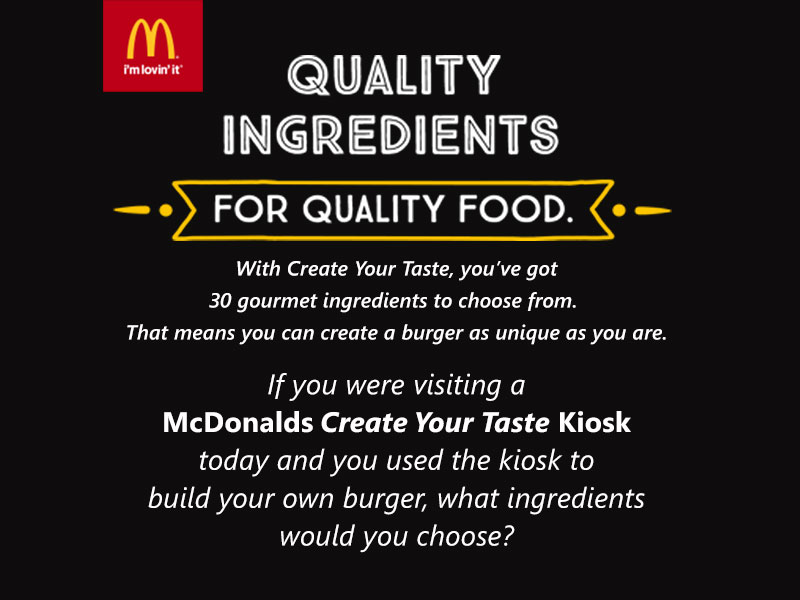 i'm lovin' it
QUALITY
INGREDIENTS
FOR QUALITY FOOD.
With Create Your Taste, you've got
30 gourmet ingredients to choose from.
That means you can create a burger as unique as you are.
If you were visiting a
McDonalds Create Your Taste Kiosk
today and you used the kiosk to
build your own burger, what ingredients
would you choose?